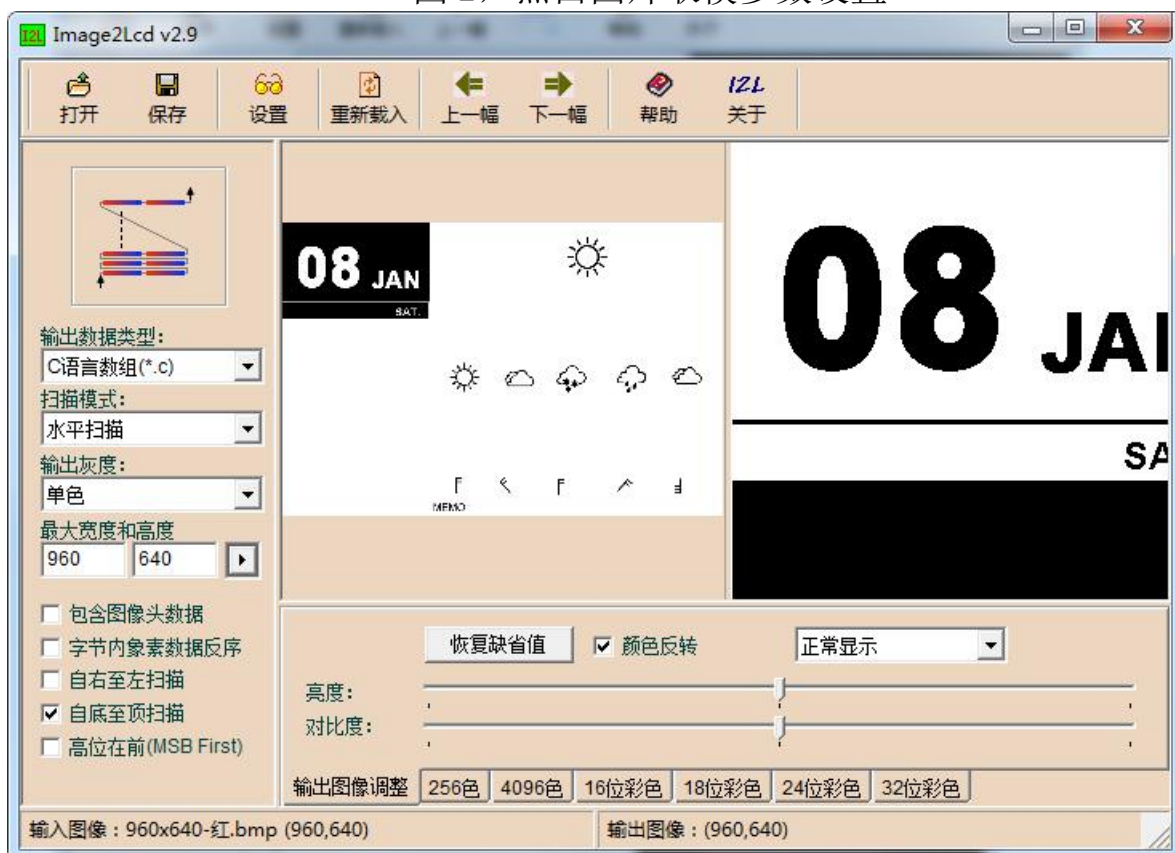 Image2Lcd v2.9
打开 保存 设置 重新载入 上一幅 下一幅 帮助 I2L 关于
输出数据类型:
C语言数组(*.c)
扫描模式:
水平扫描
输出灰度:
单色
最大宽度和高度
960 640
包含图像头数据
字节内象素数据反序
自右至左扫描
自底至顶扫描
高位在前(MSB First)
08 JAN
SAT.
MEMO
08 JA
SA
恢复缺省值 颜色反转 正常显示
亮度:
对比度:
输出图像调整 256色 4096色 16位彩色 18位彩色 24位彩色 32位彩色
输入图像:960x640-红.bmp (960,640) 输出图像:(960,640)